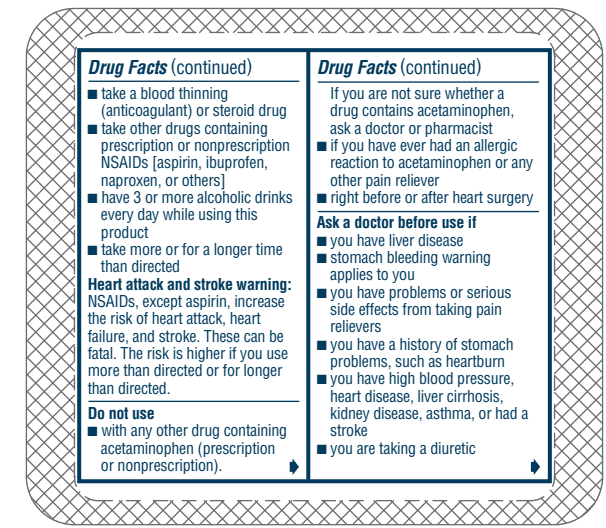 Drug Facts (continued)
■ take a blood thinning
(anticoagulant) or steroid drug
■ take other drugs containing
prescription or nonprescription
NSAIDs [aspirin, ibuprofen,
naproxen, or others]
■ have 3 or more alcoholic drinks
every day while using this
product
■ take more or for a longer time
than directed
Heart attack and stroke warning:
NSAIDs, except aspirin, increase
the risk of heart attack, heart
failure, and stroke. These can be
fatal. The risk is higher if you use
more than directed or for longer
than directed.
Do not use
■ with any other drug containing
acetaminophen (prescription
or nonprescription).
Drug Facts (continued)
If you are not sure whether a
drug contains acetaminophen,
ask a doctor or pharmacist
■ if you have ever had an allergic
reaction to acetaminophen or any
other pain reliever
■ right before or after heart surgery
Ask a doctor before use if
■ you have liver disease
■ stomach bleeding warning
applies to you
■ you have problems or serious
side effects from taking pain
relievers
■ you have a history of stomach
problems, such as heartburn
■ you have high blood pressure,
heart disease, liver cirrhosis,
kidney disease, asthma, or had a
stroke
■ you are taking a diuretic